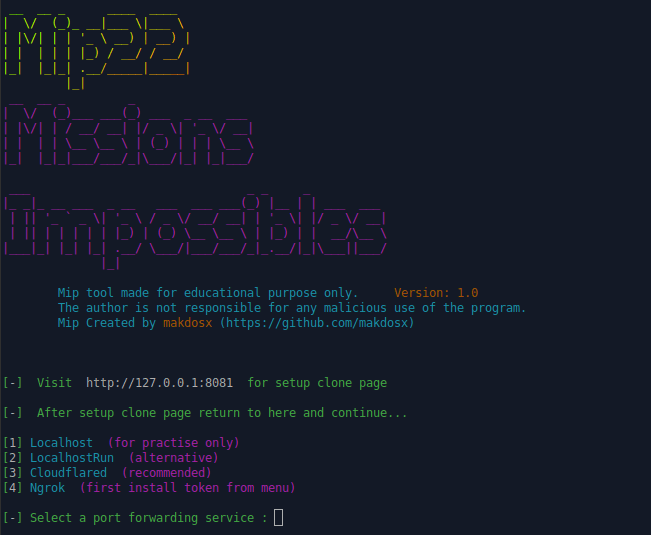 Mip22
Misions
Imposcibles
Mip tool made for educational purpose only. Version: 1.0
The author is not responsible for any malicious use of the program.
Mip Created by makdosx (https://github.com/makdosx)
[-] Visit http://127.0.0.1:8081 for setup clone page
[-] After setup clone page return to here and continue...
[1] Localhost (for practise only)
[2] LocalhostRun (alternative)
[3] Cloudflared (recommended)
[4] Ngrok (first install token from menu)
[-] Select a port forwarding service :